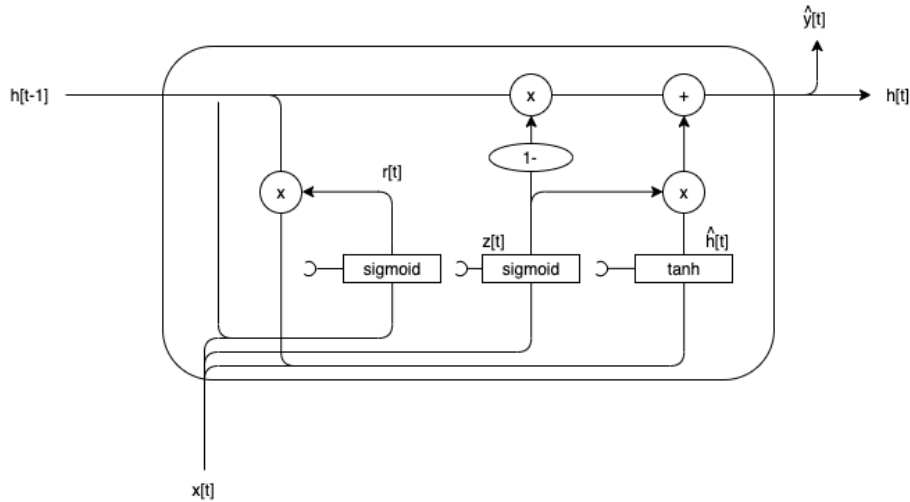 ŷ[t]
h[t-1]
x
+
h[t]
1-
r[t]
x
x
z[t]
ĥ[t]
sigmoid
sigmoid
tanh
x[t]